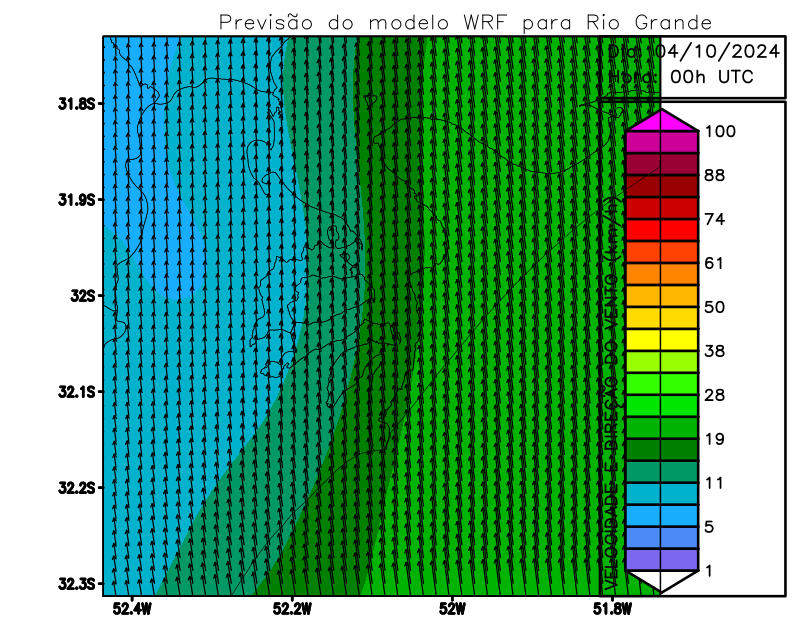 Previsão do modelo WRF para Rio Grande
Dia: 04/10/2024
Hora: 00h UTC
31.8S
31.9S
32S
32.1S
32.2S
32.3S
52.4W
52.2W
52W
51.8W
VELOCIDADE E DIREÇÃO DO VENTO (km/h)
100
88
74
61
50
38
28
19
11
5
1